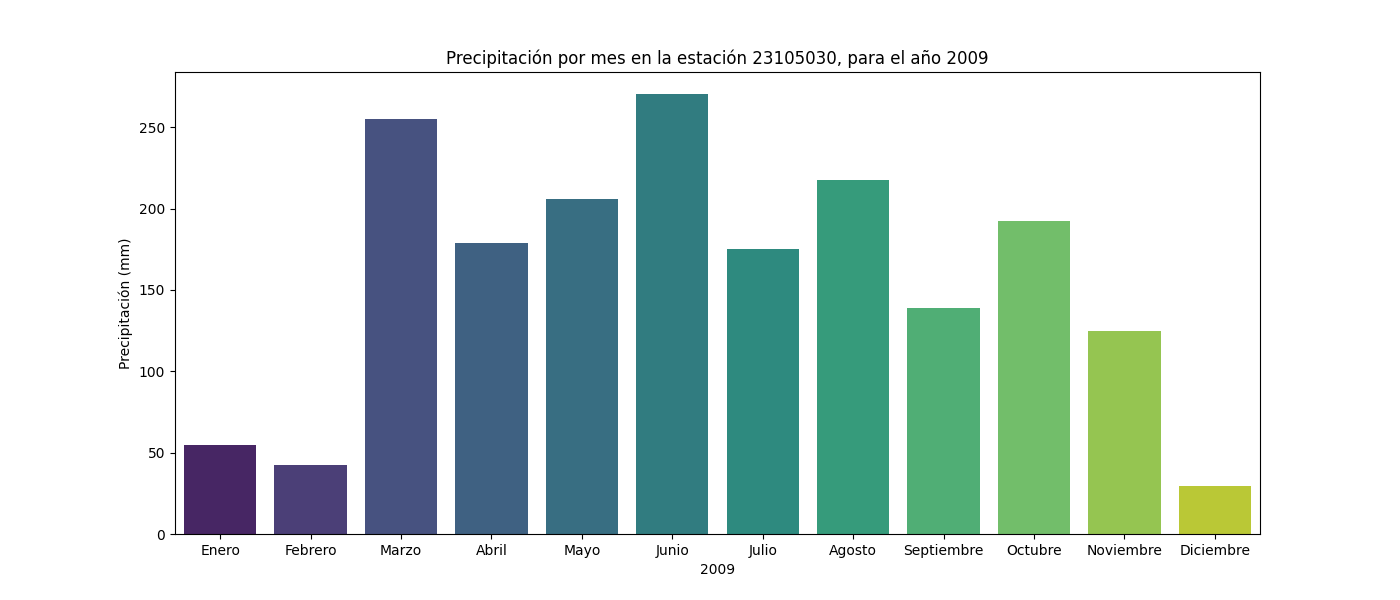 Precipitación por mes en la estación 23105030, para el año 2009
Precipitación (mm)
250
200
150
100
50
0
Enero Febrero Marzo Abril Mayo Junio Julio Agosto Septiembre Octubre Noviembre Diciembre
2009